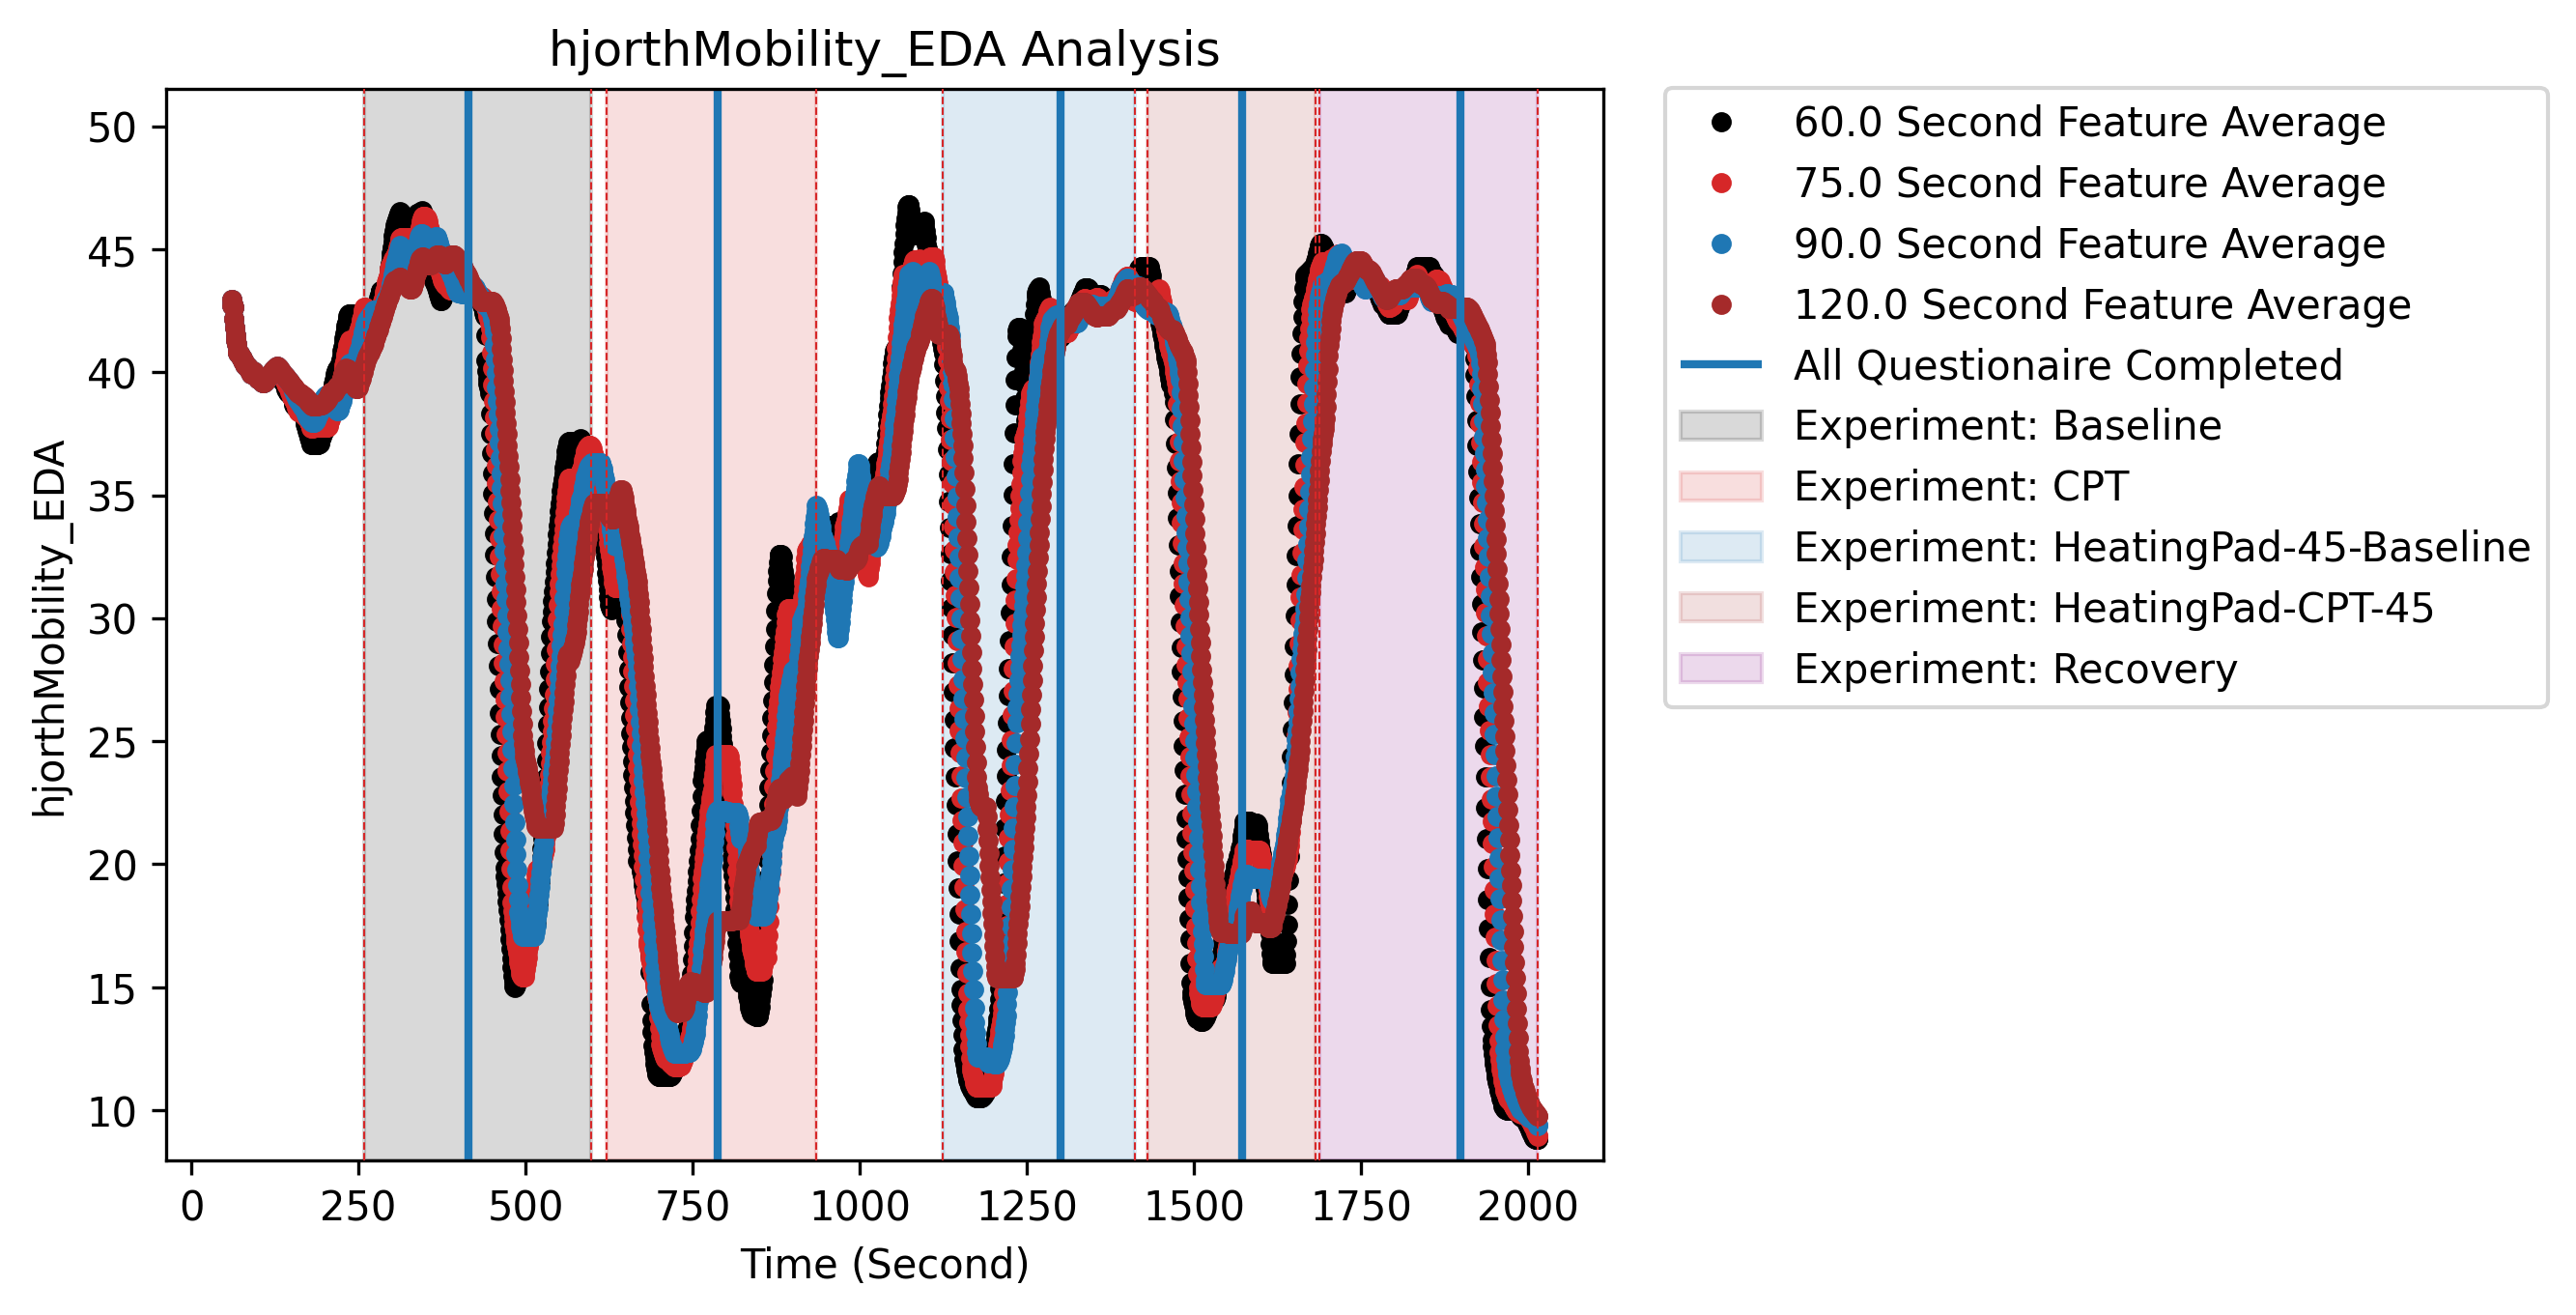 hjorthMobility_EDA Analysis
hjorthMobility_EDA
50
45
40
35
30
25
20
15
10
0 250 500 750 1000 1250 1500 1750 2000
Time (Second)
60.0 Second Feature Average
75.0 Second Feature Average
90.0 Second Feature Average
120.0 Second Feature Average
All Questionaire Completed
Experiment: Baseline
Experiment: CPT
Experiment: HeatingPad-45-Baseline
Experiment: HeatingPad-CPT-45
Experiment: Recovery